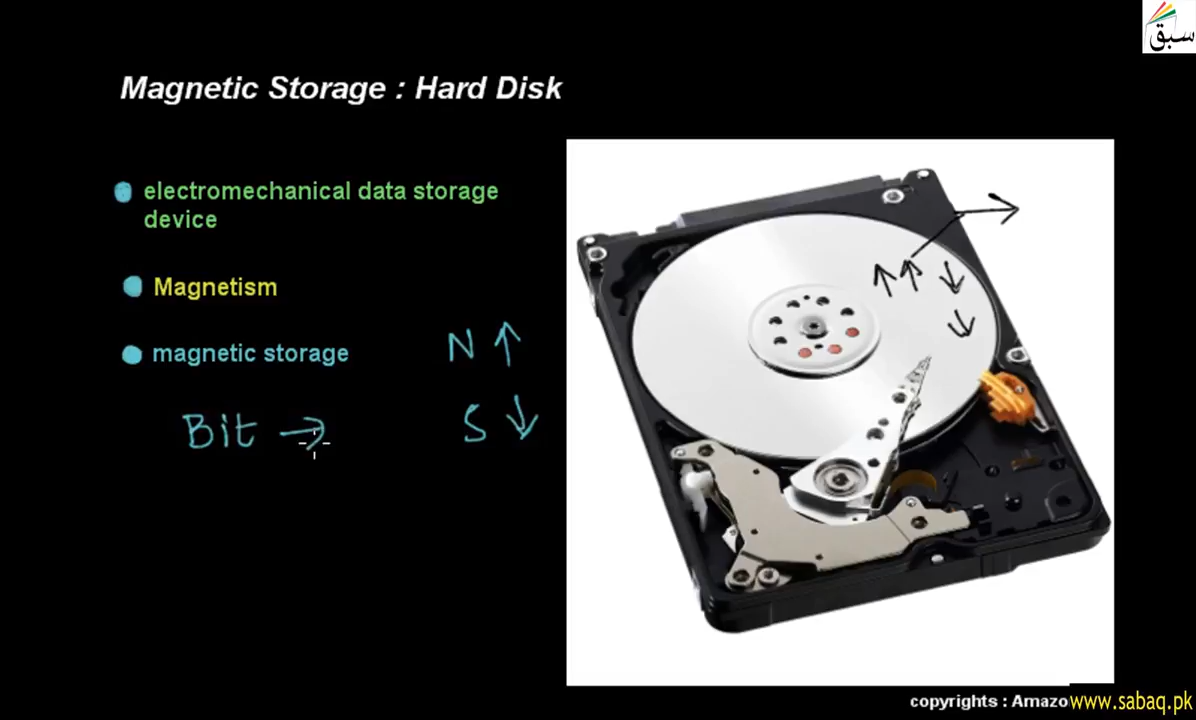 سبق
Magnetic Storage : Hard Disk
electromechanical data storage
device
Magnetism
magnetic storage
N ↑
Bit →
S ↓
copyrights : Amazo
www.sabaq.pk